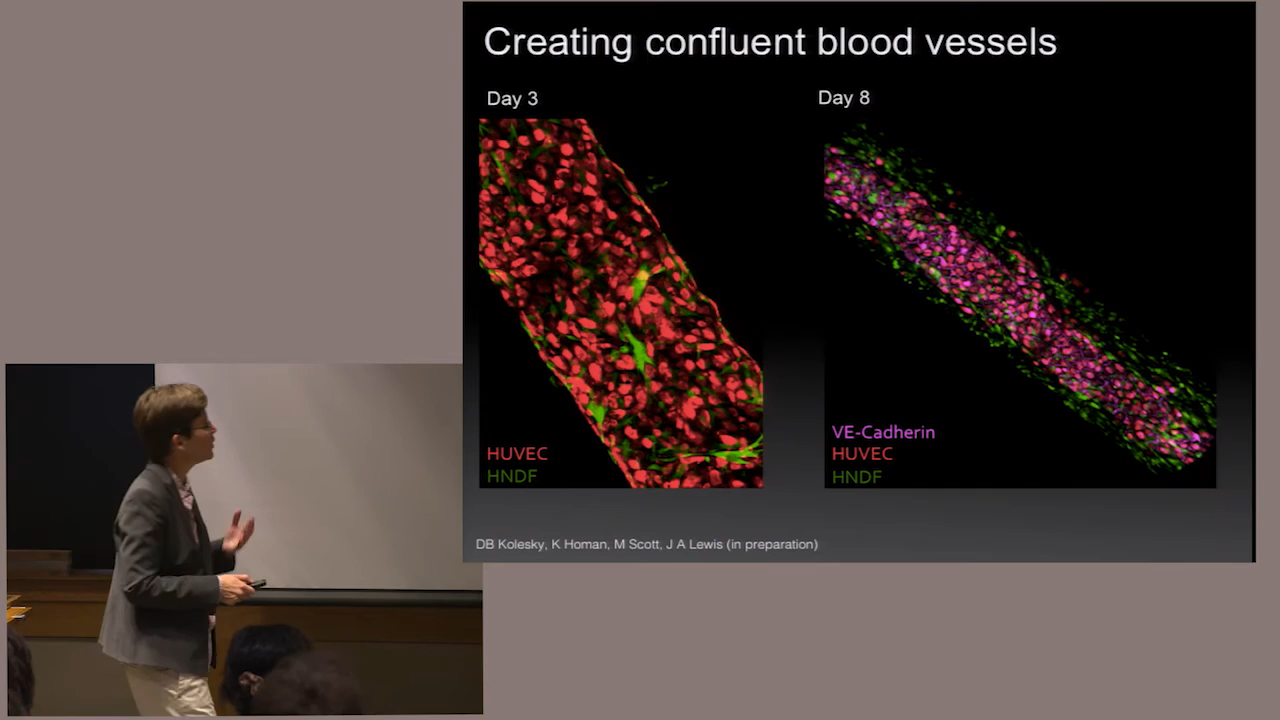 Creating confluent blood vessels
Day 3
Day 8
HUVEC
HNDF
VE-Cadherin
HUVEC
HNDF
DB Kolesky, K Homan, M Scott, J A Lewis (in preparation)